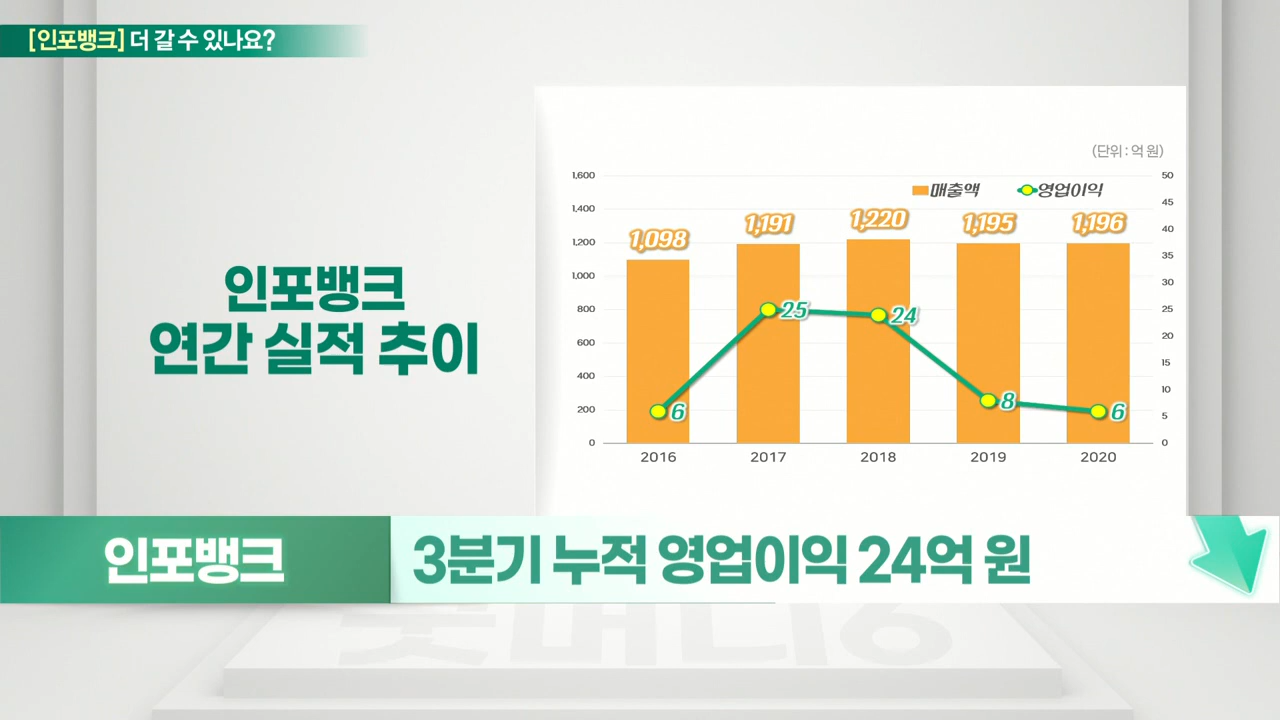 [인포뱅크] 더 갈 수 있나요?
인포뱅크
연간 실적 추이
(단위 : 억 원)
매출액 영업이익
1,600
1,400
1,200
1,000
800
600
400
200
0
50
45
40
35
30
25
20
15
10
5
0
1,098 1,191 1,220 1,195 1,196
6 25 24 8 6
2016 2017 2018 2019 2020
인포뱅크
3분기 누적 영업이익 24억 원
머니6